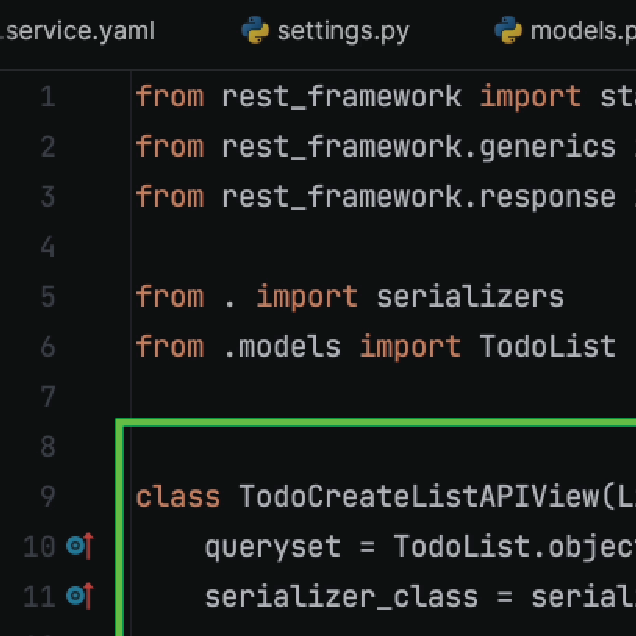 .service.yaml settings.py models.p
1 from rest_framework import st
2 from rest_framework.generics
3 from rest_framework.response
4
5 from . import serializers
6 from .models import TodoList
7
8
9 class TodoCreateListAPIView(L
10 queryset = TodoList.objec
11 serializer_class = serial